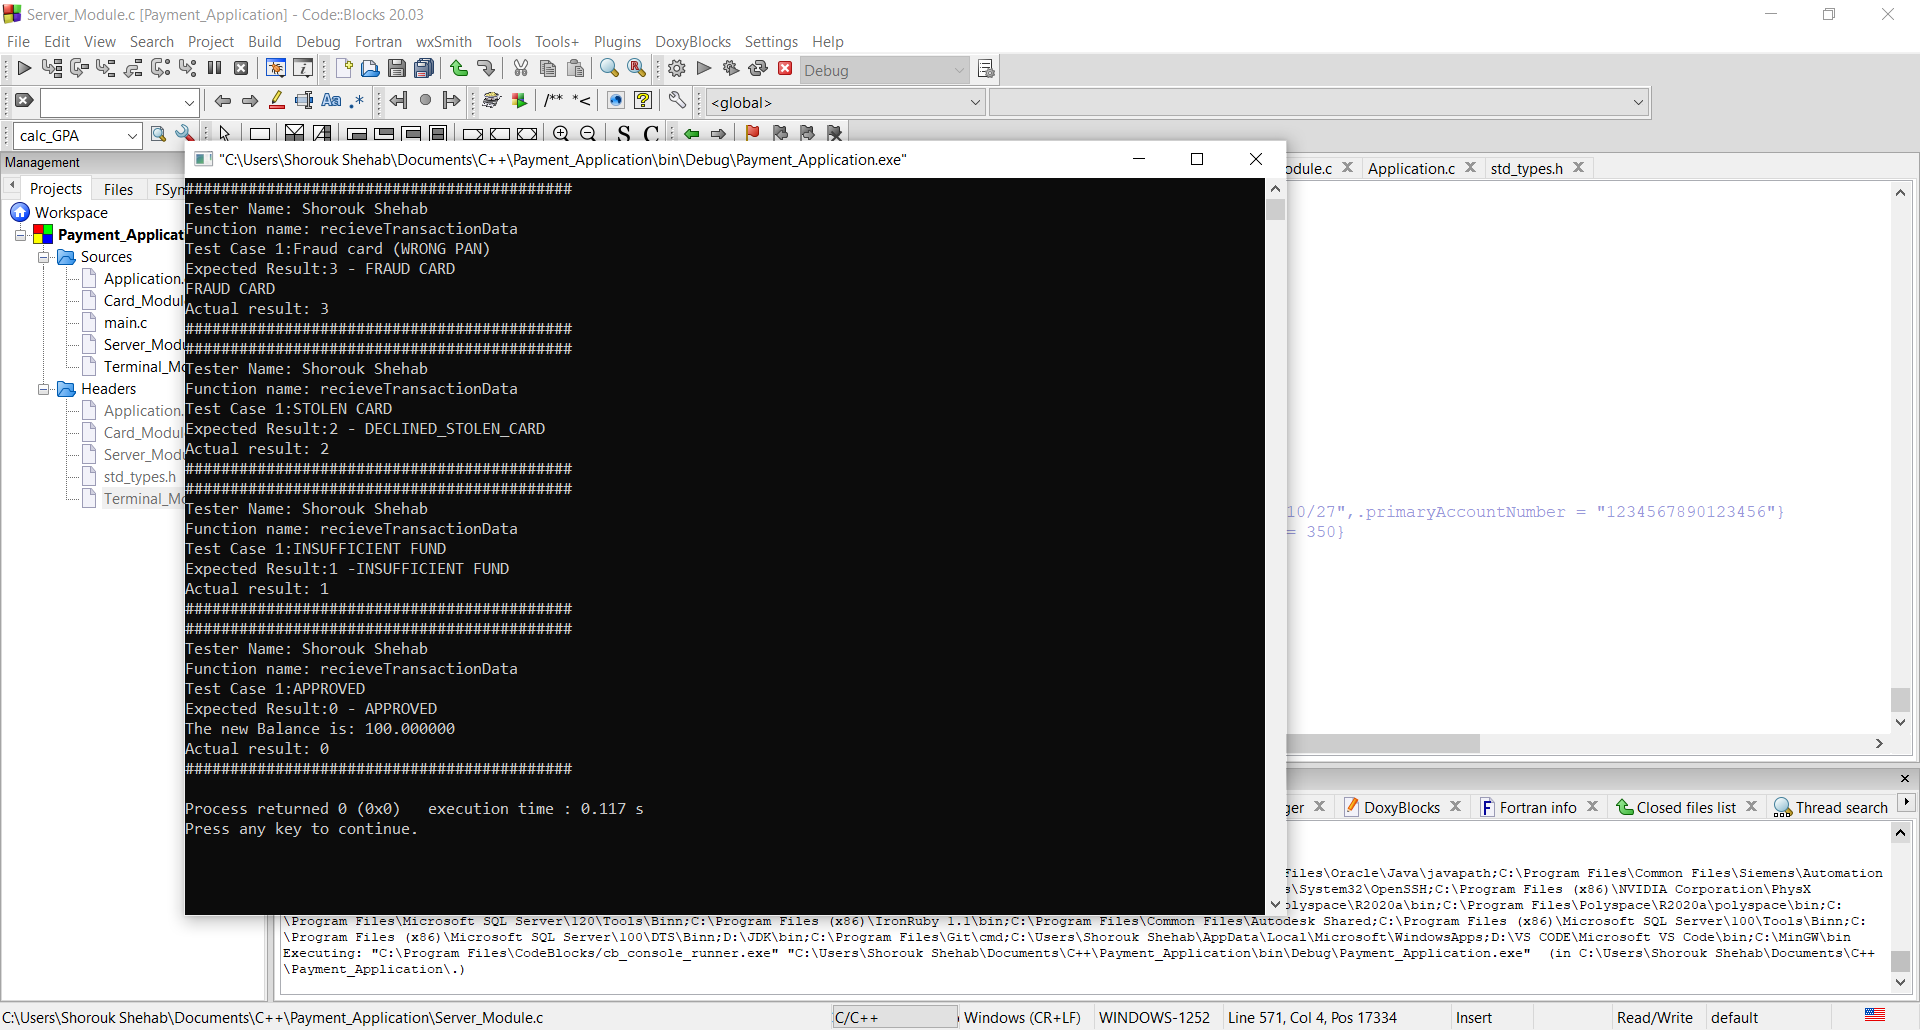 Server_Module.c [Payment_Application] - Code::Blocks 20.03
File Edit View Search Project Build Debug Fortran wxSmith Tools Tools+ Plugins DoxyBlocks Settings Help
Debug
<global>
calc_GPA
Management
"C:\Users\Shorouk Shehab\Documents\C++\Payment_Application\bin\Debug\Payment_Application.exe"
odule.c Application.c std_types.h
Projects Files FSym
Workspace
Payment_Applicat
Sources
Application.
Card_Modul
main.c
Server_Modu
Terminal_Mo
Headers
Application.
Card_Modul
Server_Modu
std_types.h
Terminal_Mo
###########################################
Tester Name: Shorouk Shehab
Function name: recieveTransactionData
Test Case 1:Fraud card (WRONG PAN)
Expected Result:3 - FRAUD CARD
FRAUD CARD
Actual result: 3
###########################################
###########################################
Tester Name: Shorouk Shehab
Function name: recieveTransactionData
Test Case 1:STOLEN CARD
Expected Result:2 - DECLINED_STOLEN_CARD
Actual result: 2
###########################################
###########################################
Tester Name: Shorouk Shehab
Function name: recieveTransactionData
Test Case 1:INSUFFICIENT FUND
Expected Result:1 -INSUFFICIENT FUND
Actual result: 1
###########################################
###########################################
Tester Name: Shorouk Shehab
Function name: recieveTransactionData
Test Case 1:APPROVED
Expected Result:0 - APPROVED
The new Balance is: 100.000000
Actual result: 0
###########################################
Process returned 0 (0x0)   execution time : 0.117 s
Press any key to continue.
10/27",.primaryAccountNumber = "1234567890123456"}
= 350}
ger DoxyBlocks Fortran info Closed files list Thread search
Files\Oracle\Java\javapath;C:\Program Files\Common Files\Siemens\Automation
s\System32\OpenSSH;C:\Program Files (x86)\NVIDIA Corporation\PhysX
olyspace\R2020a\bin;C:\Program Files\Polyspace\R2020a\polyspace\bin;C:
\Program Files\Microsoft SQL Server\120\Tools\Binn;C:\Program Files (x86)\IronRuby 1.1\bin;C:\Program Files\Common Files\Autodesk Shared;C:\Program Files (x86)\Microsoft SQL Server\100\Tools\Binn;C:
\Program Files (x86)\Microsoft SQL Server\100\DTS\Binn;D:\JDK\bin;C:\Program Files\Git\cmd;C:\Users\Shorouk Shehab\AppData\Local\Microsoft\WindowsApps;D:\VS CODE\Microsoft VS Code\bin;C:\MinGW\bin
Executing: "C:\Program Files\CodeBlocks/cb_console_runner.exe" "C:\Users\Shorouk Shehab\Documents\C++\Payment_Application\bin\Debug\Payment_Application.exe"  (in C:\Users\Shorouk Shehab\Documents\C++
\Payment_Application\.)
C:\Users\Shorouk Shehab\Documents\C++\Payment_Application\Server_Module.c C/C++ Windows (CR+LF) WINDOWS-1252 Line 571, Col 4, Pos 17334 Insert Read/Write default